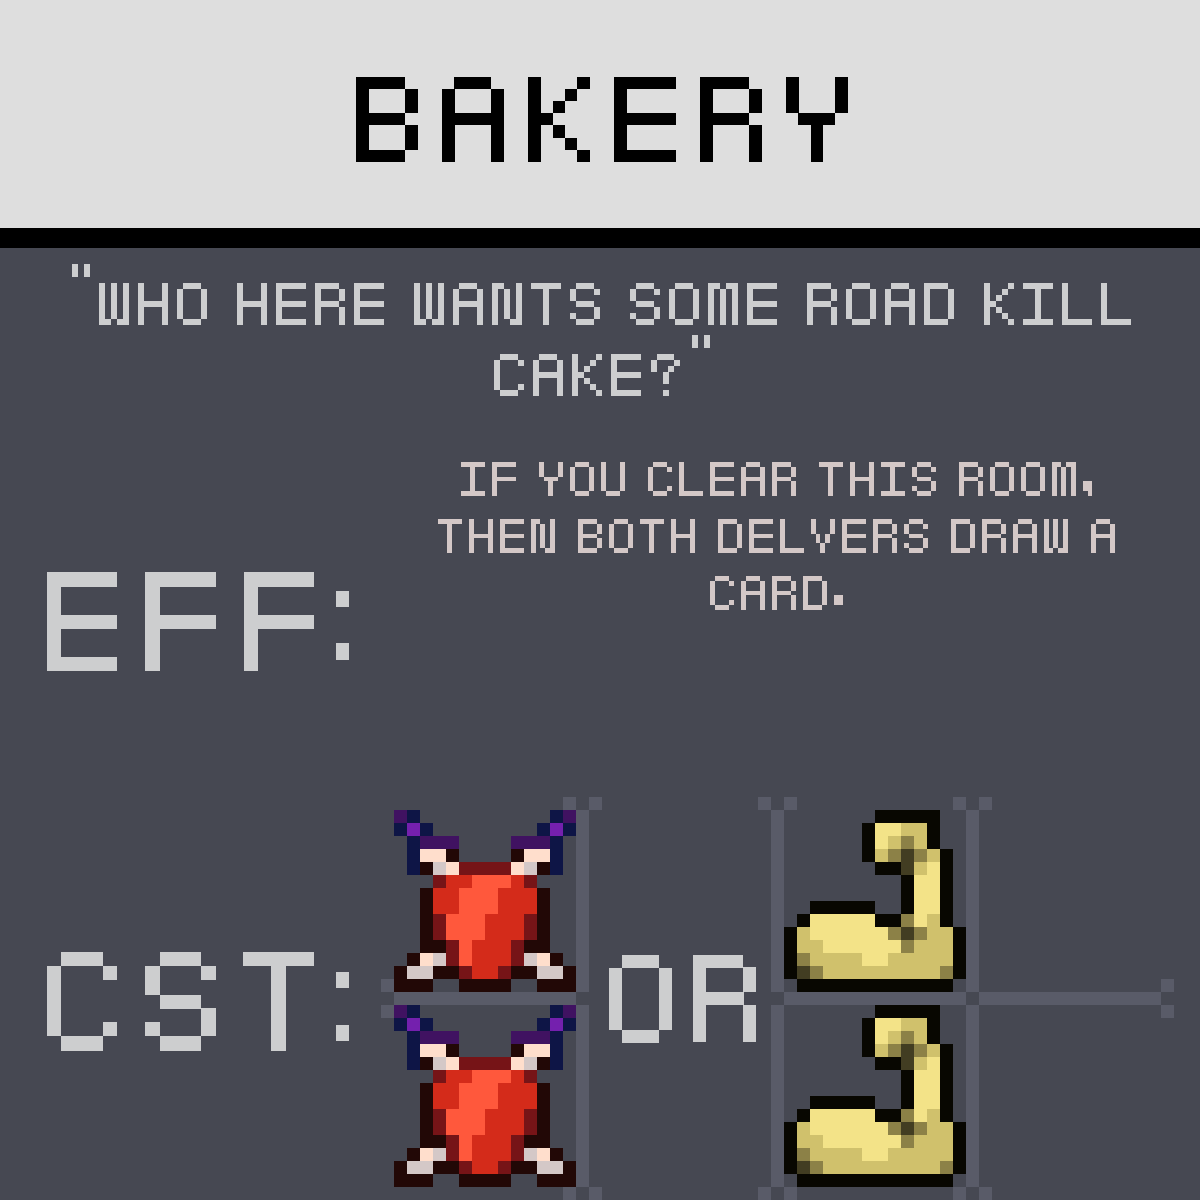 BAKERY
"WHO HERE WANTS SOME ROAD KILL
CAKE?"
IF YOU CLEAR THIS ROOM,
THEN BOTH DELVERS DRAW A
CARD.
EFF:
CST:
OR